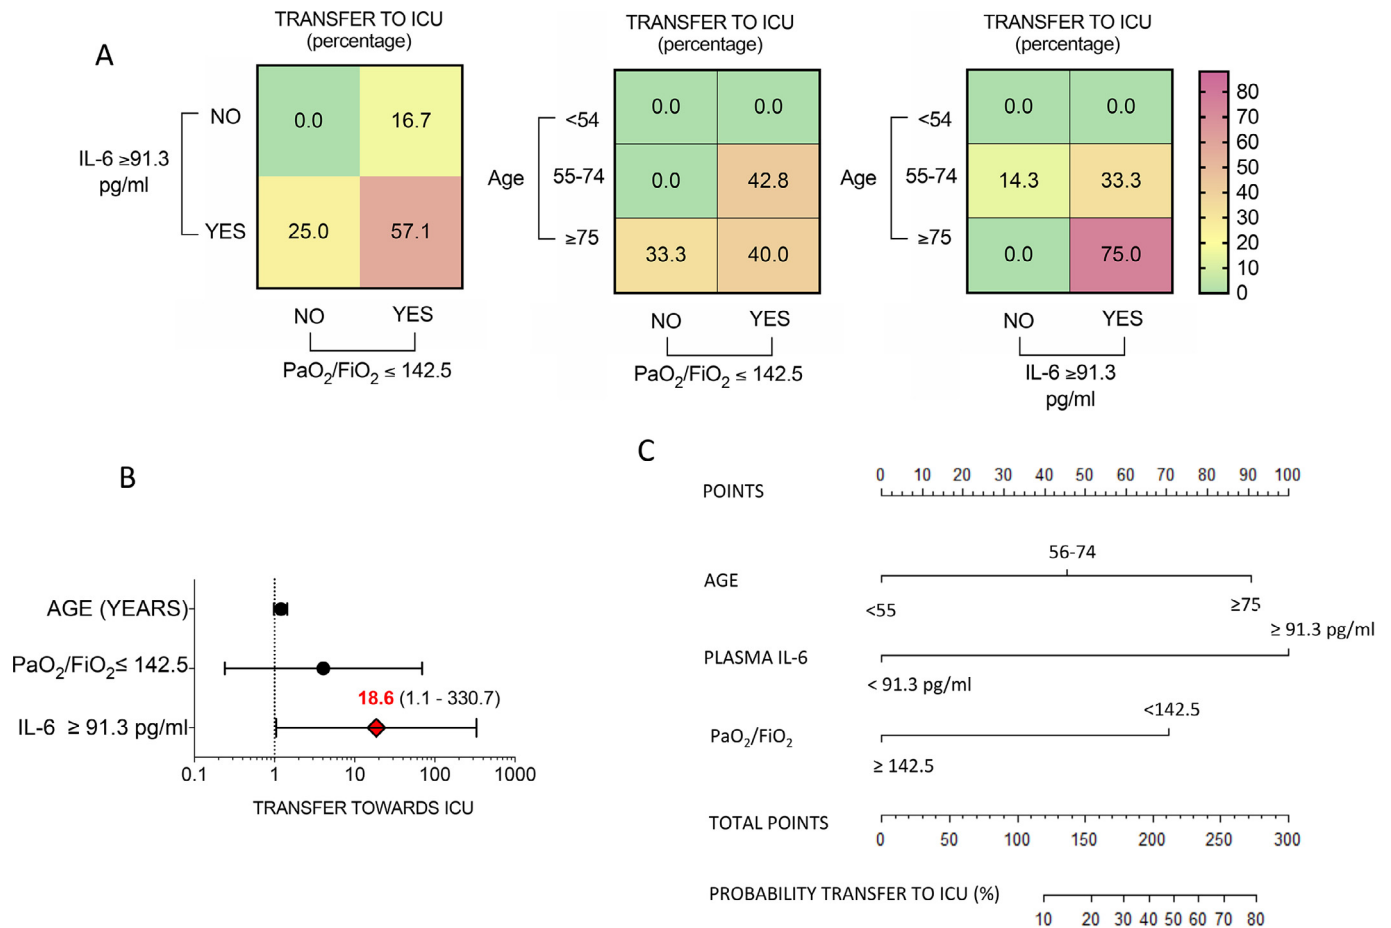 A
TRANSFER TO ICU
(percentage)
NO
0.0
16.7
IL-6 ≥91.3
pg/ml
YES
25.0
57.1
NO
YES
PaO2/FiO2 ≤ 142.5
TRANSFER TO ICU
(percentage)
<54
0.0
0.0
Age
55-74
0.0
42.8
≥75
33.3
40.0
NO
YES
PaO2/FiO2 ≤ 142.5
TRANSFER TO ICU
(percentage)
<54
0.0
0.0
Age
55-74
14.3
33.3
≥75
0.0
75.0
NO
YES
IL-6 ≥91.3
pg/ml
80
70
60
50
40
30
20
10
0
B
AGE (YEARS)
PaO2/FiO2≤ 142.5
18.6 (1.1 - 330.7)
IL-6 ≥ 91.3 pg/ml
0.1 1 10 100 1000
TRANSFER TOWARDS ICU
C
POINTS
0 10 20 30 40 50 60 70 80 90 100
56-74
AGE
<55
≥75
≥ 91.3 pg/ml
PLASMA IL-6
< 91.3 pg/ml
<142.5
PaO2/FiO2
≥ 142.5
TOTAL POINTS
0 50 100 150 200 250 300
PROBABILITY TRANSFER TO ICU (%)
10 20 30 40 50 60 70 80